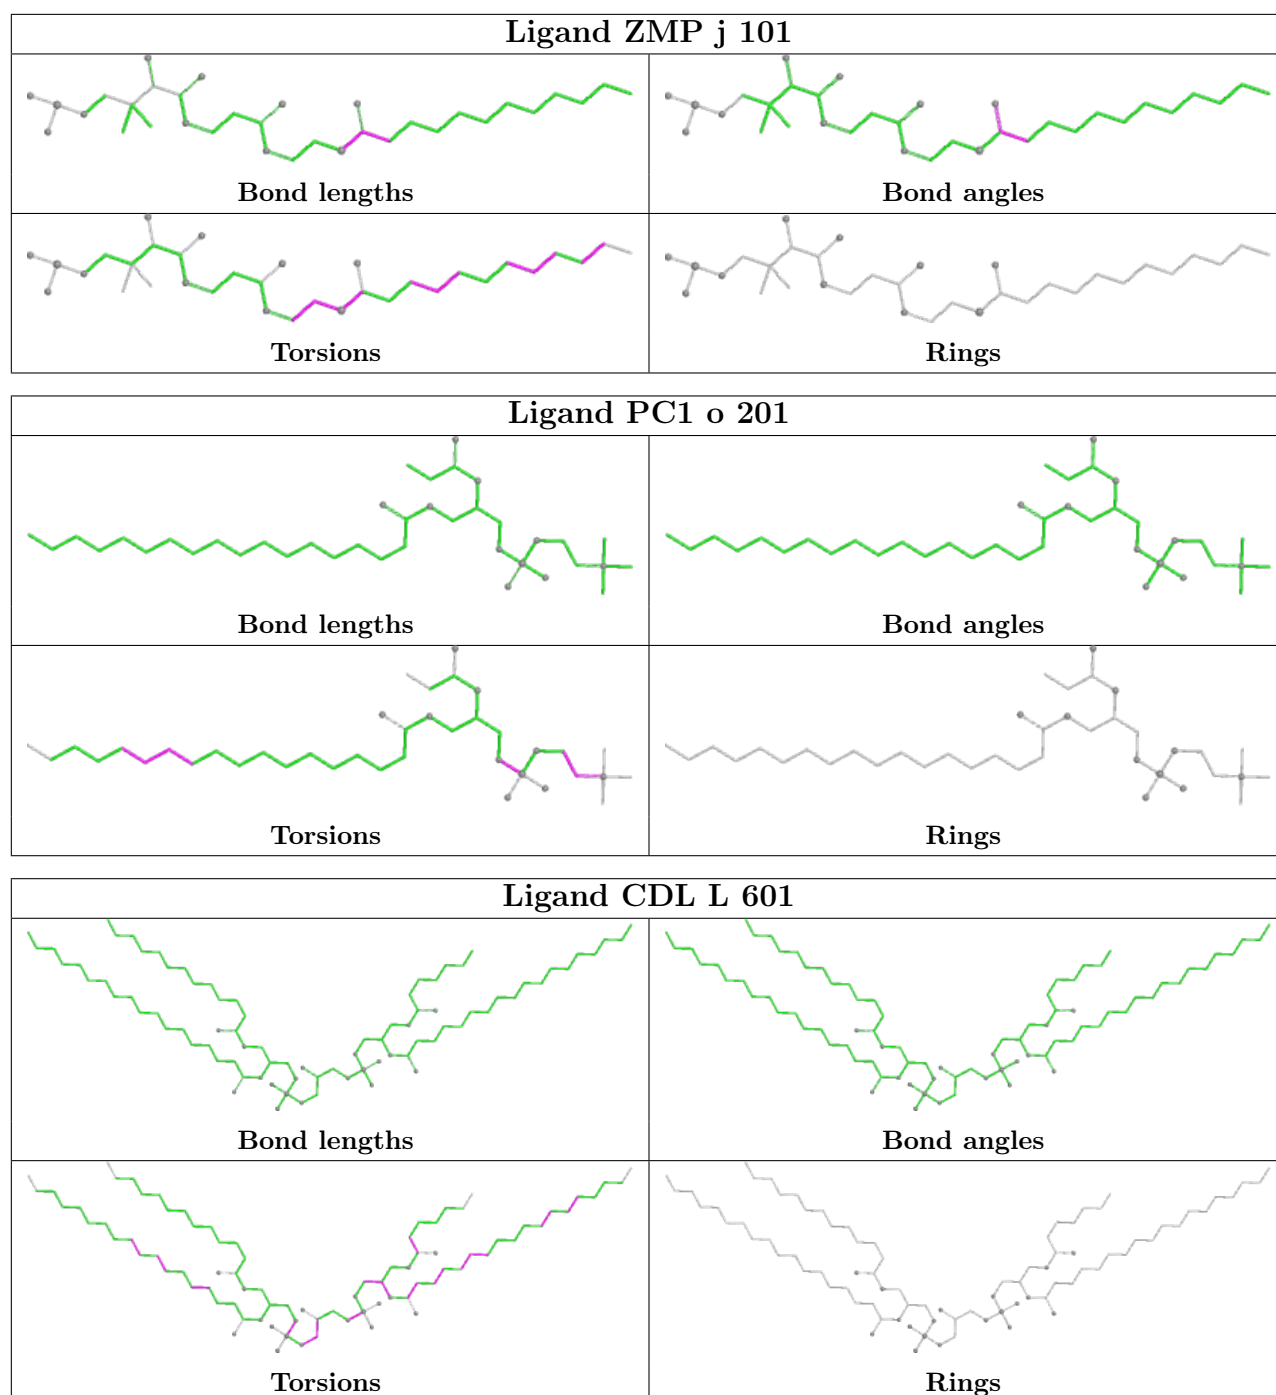 Ligand ZMP j 101
Bond lengths
Bond angles
Torsions
Rings
Ligand PC1 o 201
Bond lengths
Bond angles
Torsions
Rings
Ligand CDL L 601
Bond lengths
Bond angles
Torsions
Rings